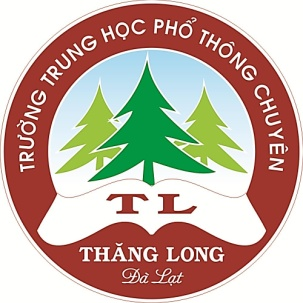 TRƯỜNG TRUNG HỌC PHỔ THÔNG CHUYÊN
TL
THĂNG LONG
Đà Lạt